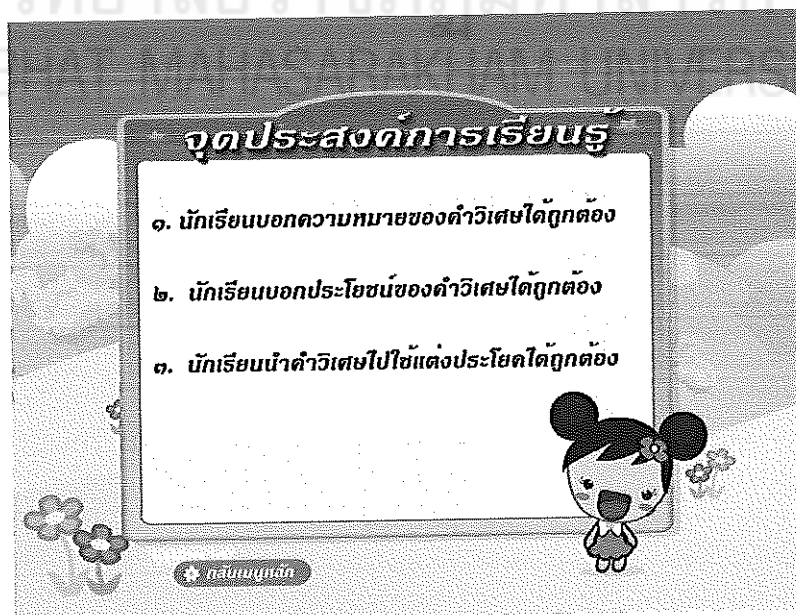 จุดประสงค์การเรียนรู้
๑. นักเรียนบอกความหมายของคำวิเศษได้ถูกต้อง
๒. นักเรียนบอกประโยชน์ของคำวิเศษได้ถูกต้อง
๓. นักเรียนนำคำวิเศษไปใช้แต่งประโยคได้ถูกต้อง
กลับเมนูหลัก